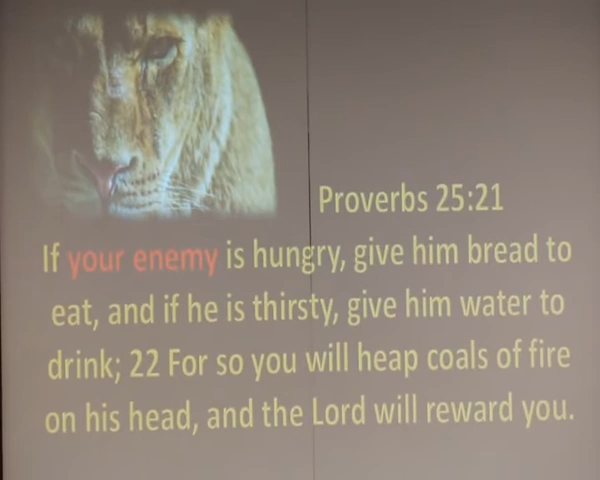 Proverbs 25:21
If your enemy is hungry, give him bread to
eat, and if he is thirsty, give him water to
drink; 22 For so you will heap coals of fire
on his head, and the Lord will reward you.